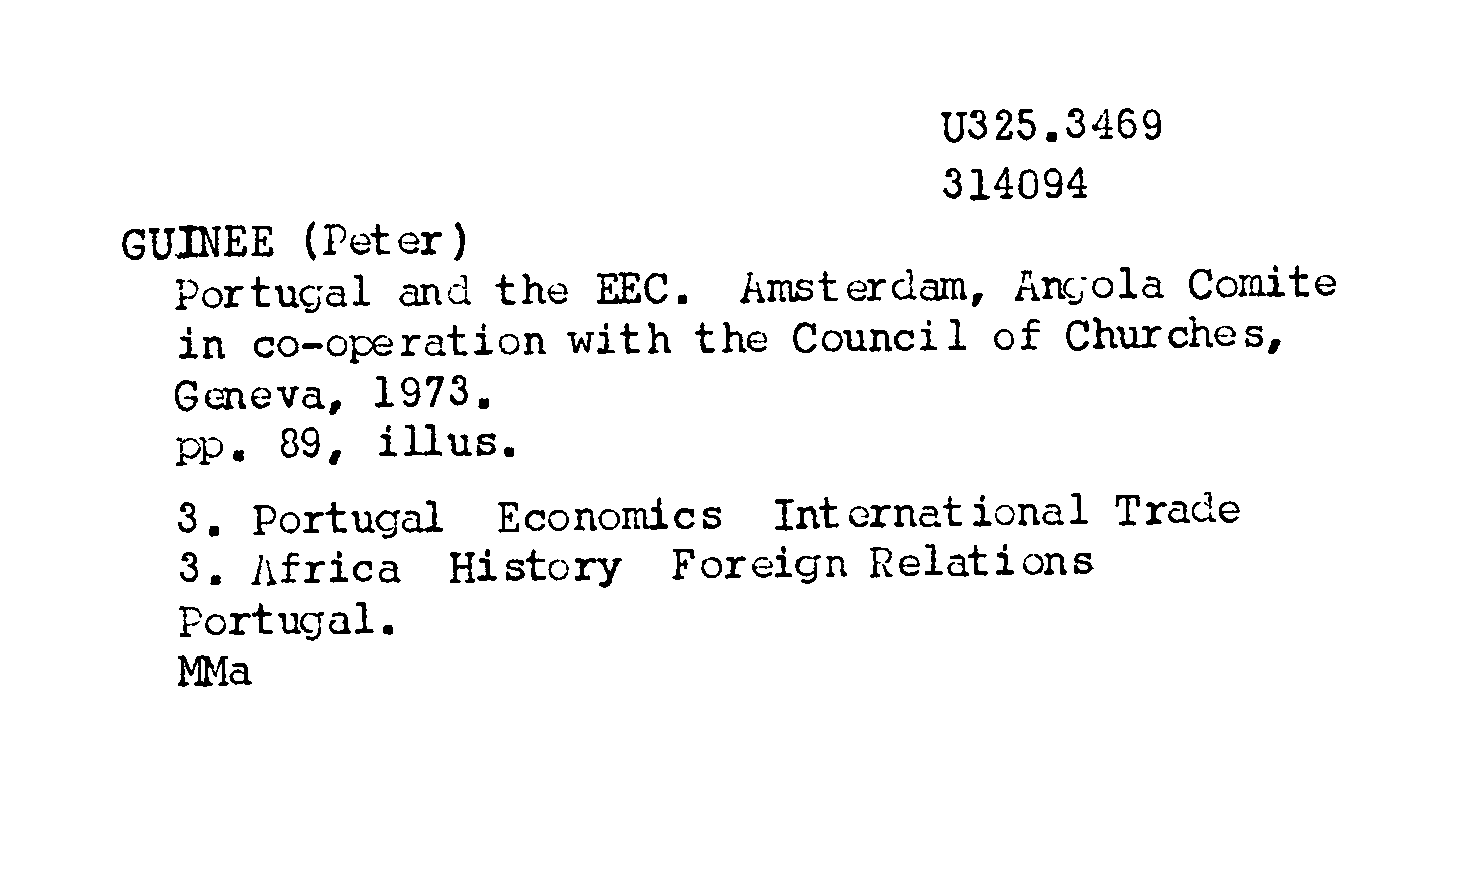 U325.3469
314094
GUINEE (Peter)
Portugal and the EEC. Amsterdam, Angola Comite
in co-operation with the Council of Churches,
Geneva, 1973.
pp. 89, illus.
3. Portugal Economics International Trade
3. Africa History Foreign Relations
Portugal.
MMa